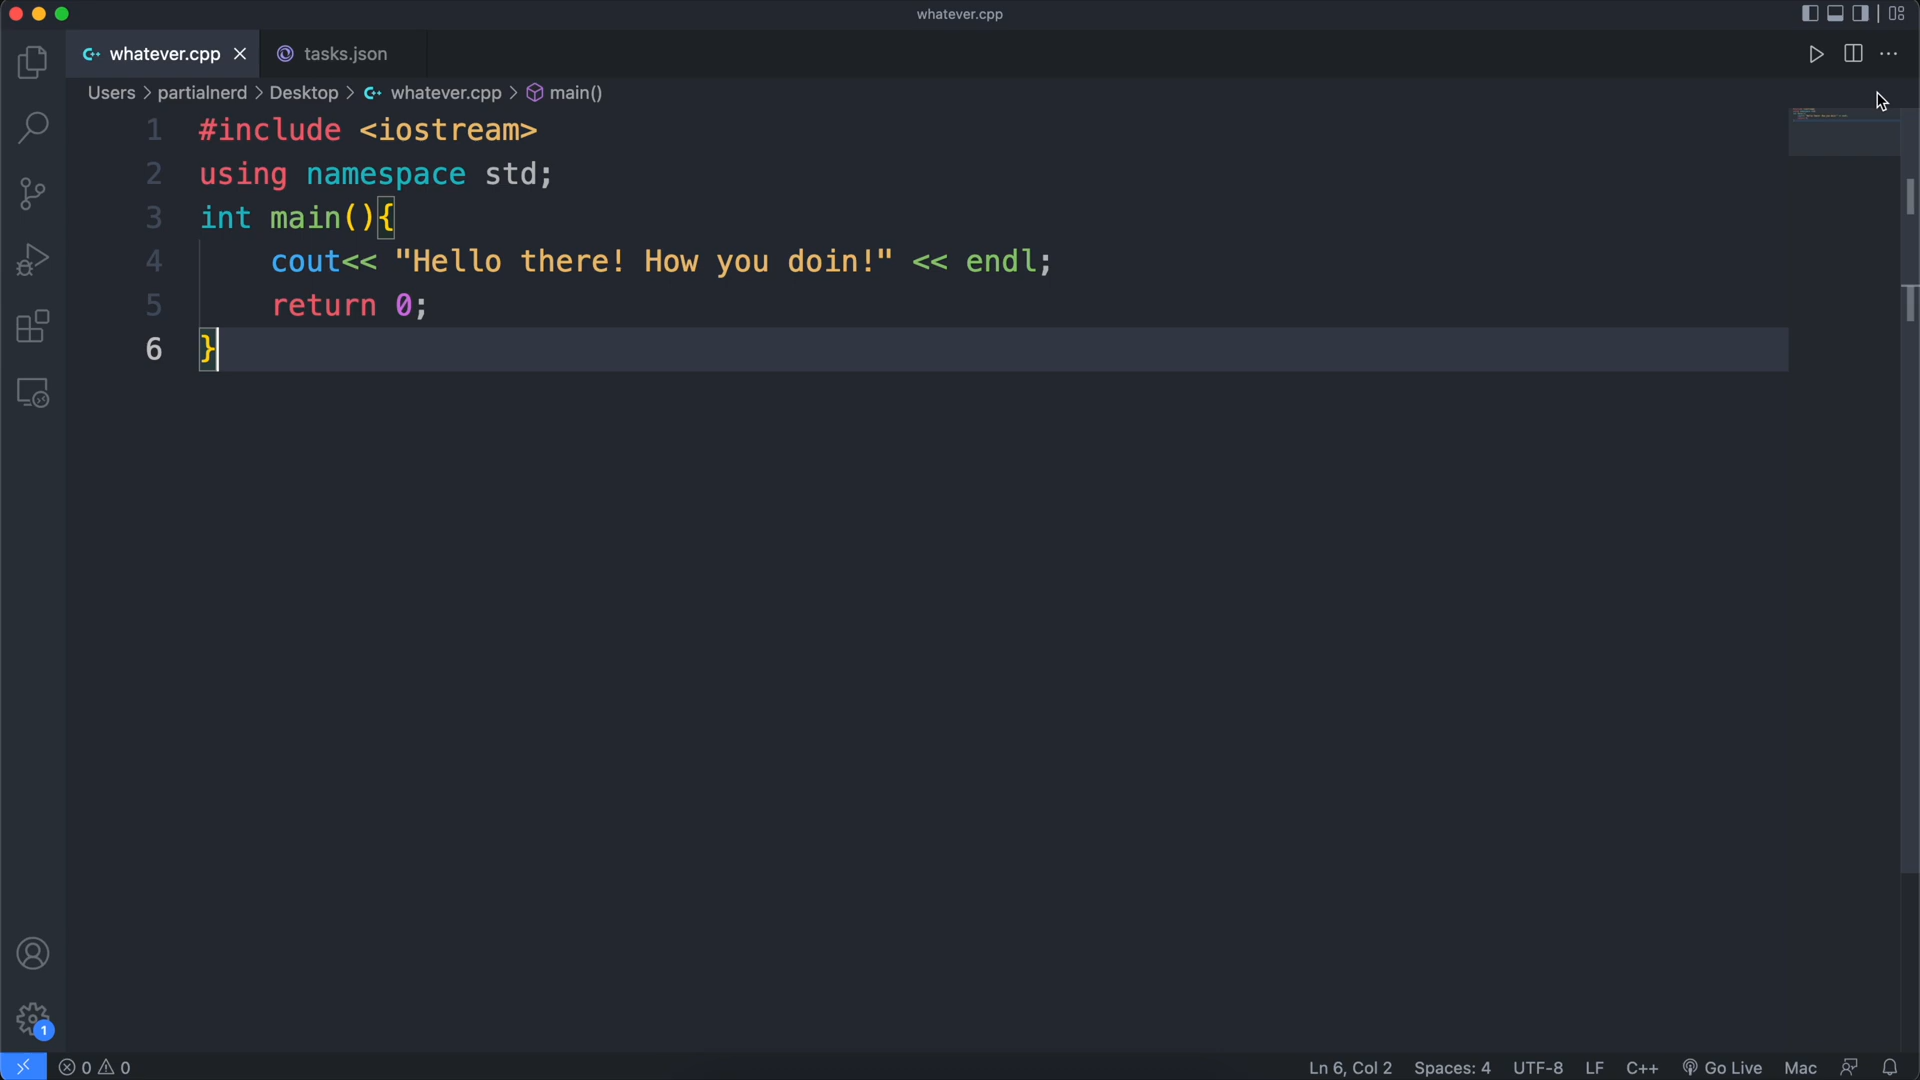 whatever.cpp
whatever.cpp tasks.json
Users > partialnerd > Desktop > whatever.cpp > main()
1 #include <iostream>
2 using namespace std;
3 int main(){
4 cout<< "Hello there! How you doin!" << endl;
5 return 0;
6 }
1
0 0 Ln 6, Col 2 Spaces: 4 UTF-8 LF C++ Go Live Mac